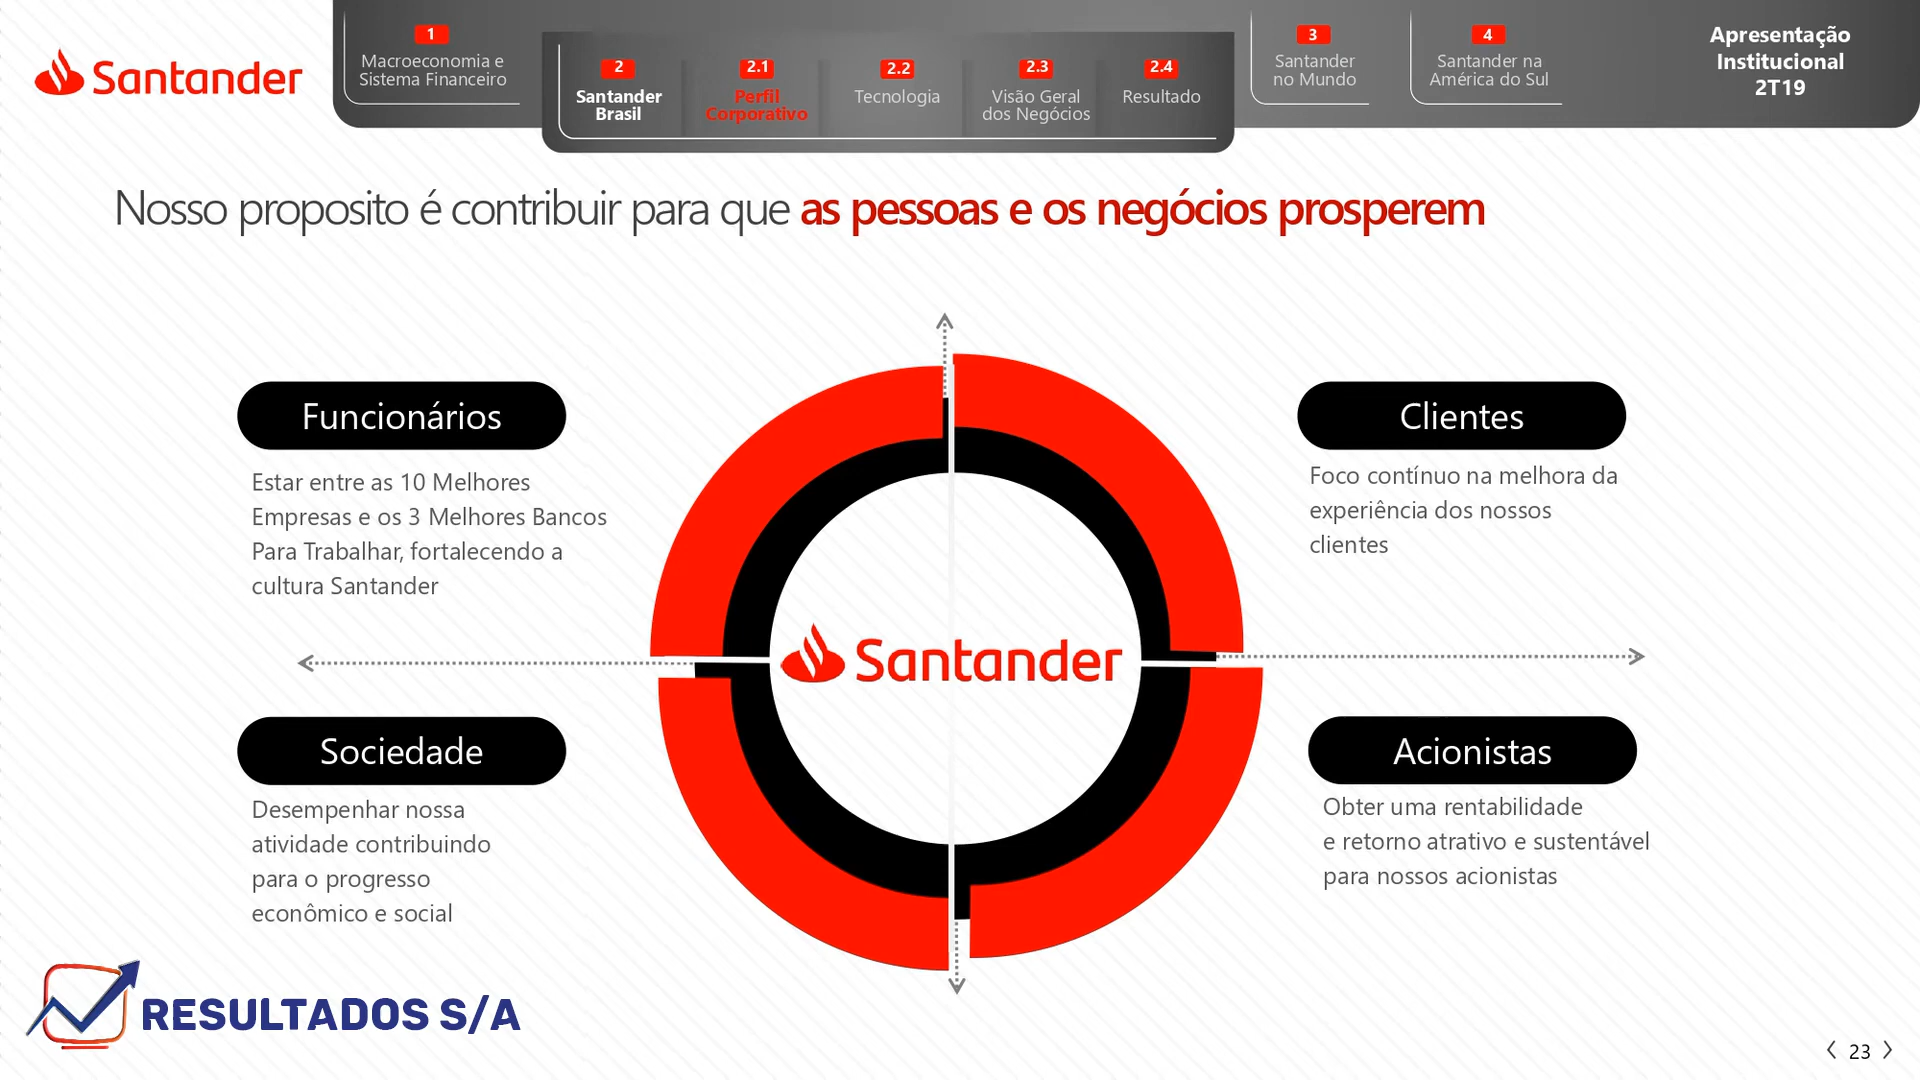 Santander
1
Macroeconomia e
Sistema Financeiro
2
Santander
Brasil
2.1
Perfil
Corporativo
2.2
Tecnologia
2.3
Visão Geral
dos Negócios
2.4
Resultado
3
Santander
no Mundo
4
Santander na
América do Sul
Apresentação
Institucional
2T19
Nosso proposito é contribuir para que as pessoas e os negócios prosperem
Funcionários
Estar entre as 10 Melhores
Empresas e os 3 Melhores Bancos
Para Trabalhar, fortalecendo a
cultura Santander
Clientes
Foco contínuo na melhora da
experiência dos nossos
clientes
Santander
Sociedade
Desempenhar nossa
atividade contribuindo
para o progresso
econômico e social
Acionistas
Obter uma rentabilidade
e retorno atrativo e sustentável
para nossos acionistas
RESULTADOS S/A
23